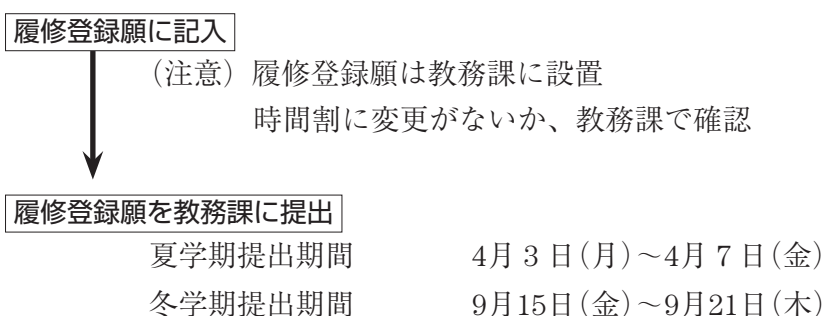 履修登録願に記入
(注意) 履修登録願は教務課に設置
時間割に変更がないか、教務課で確認
履修登録願を教務課に提出
夏学期提出期間 4月3日(月)~4月7日(金)
冬学期提出期間 9月15日(金)~9月21日(木)